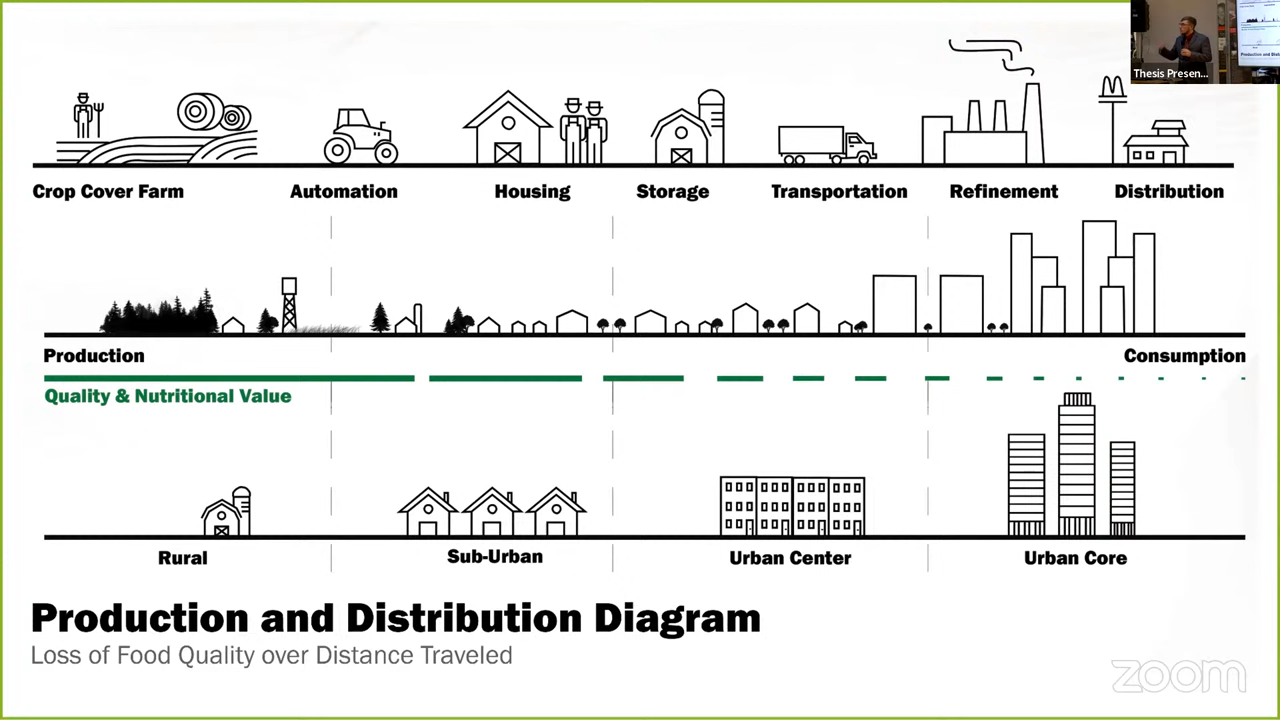 Thesis Presen...
Crop Cover Farm
Automation
Housing
Storage
Transportation
Refinement
Distribution
Production
Consumption
Quality & Nutritional Value
Rural
Sub-Urban
Urban Center
Urban Core
Production and Distribution Diagram
Loss of Food Quality over Distance Traveled
zoom